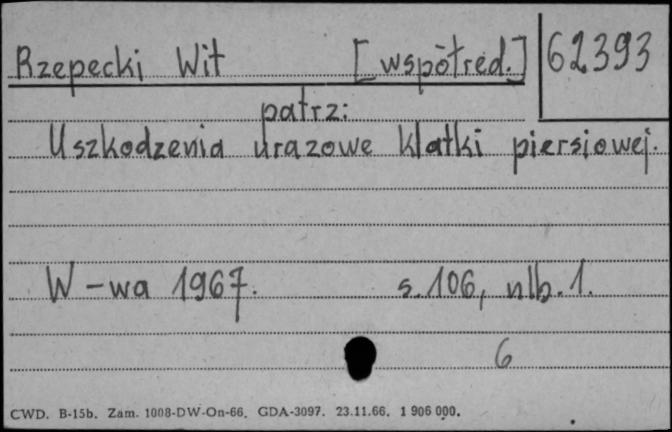 Rzepecki Wit [współred.] 62393
patrz:
Uszkodzenia urazowe klatki piersiowej.
W-wa 1967. s. 106, nlb. 1.
6
CWD. B-15b. Zam. 1008-DW-On-66. GDA-3097. 23.11.66. 1 906 000.